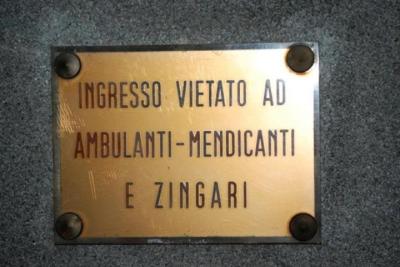 INGRESSO VIETATO AD
AMBULANTI-MENDICANTI
E ZINGARI